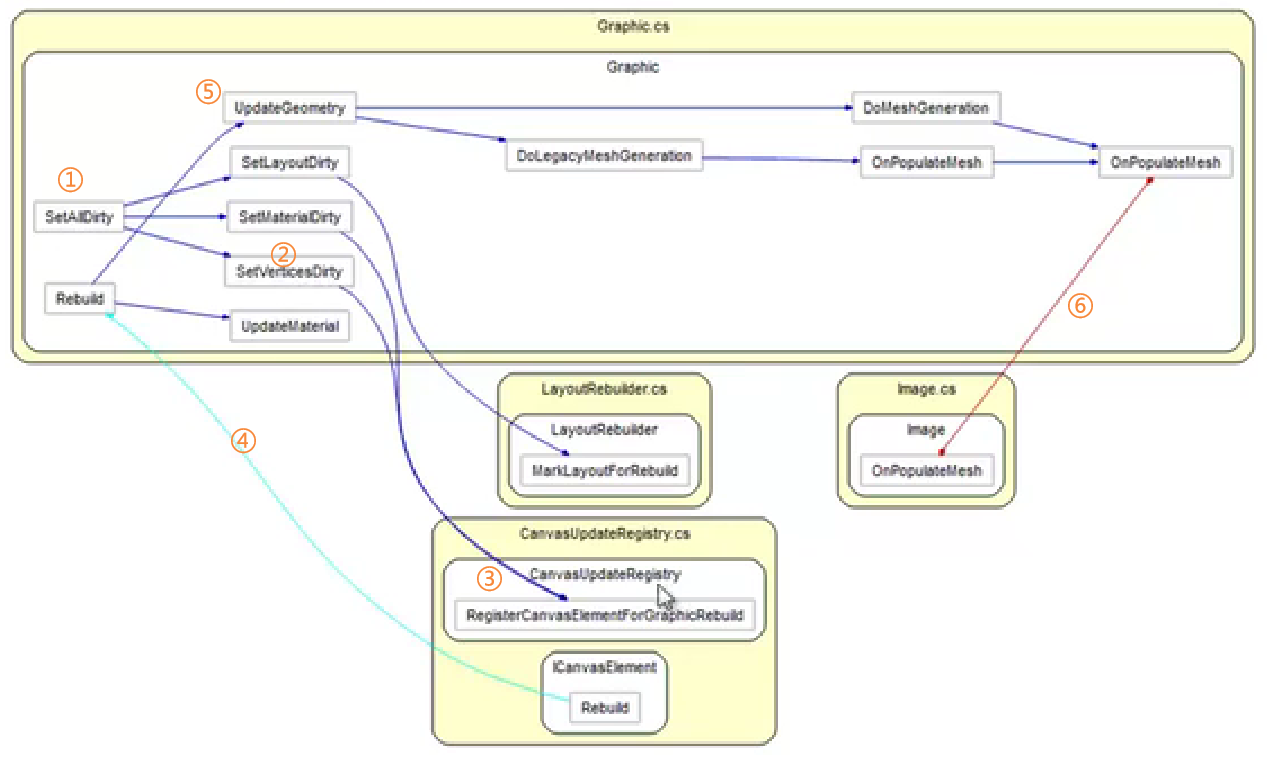 Graphic.cs
Graphic
⑤
UpdateGeometry
DoMeshGeneration
SetLayoutDirty
DoLegacyMeshGeneration
OnPopulateMesh
OnPopulateMesh
①
SetAllDirty
SetMaterialDirty
②
SetVerticesDirty
Rebuild
UpdateMaterial
⑥
LayoutRebuilder.cs
LayoutRebuilder
MarkLayoutForRebuild
Image.cs
Image
OnPopulateMesh
④
CanvasUpdateRegistry.cs
CanvasUpdateRegistry
③
RegisterCanvasElementForGraphicRebuild
ICanvasElement
Rebuild